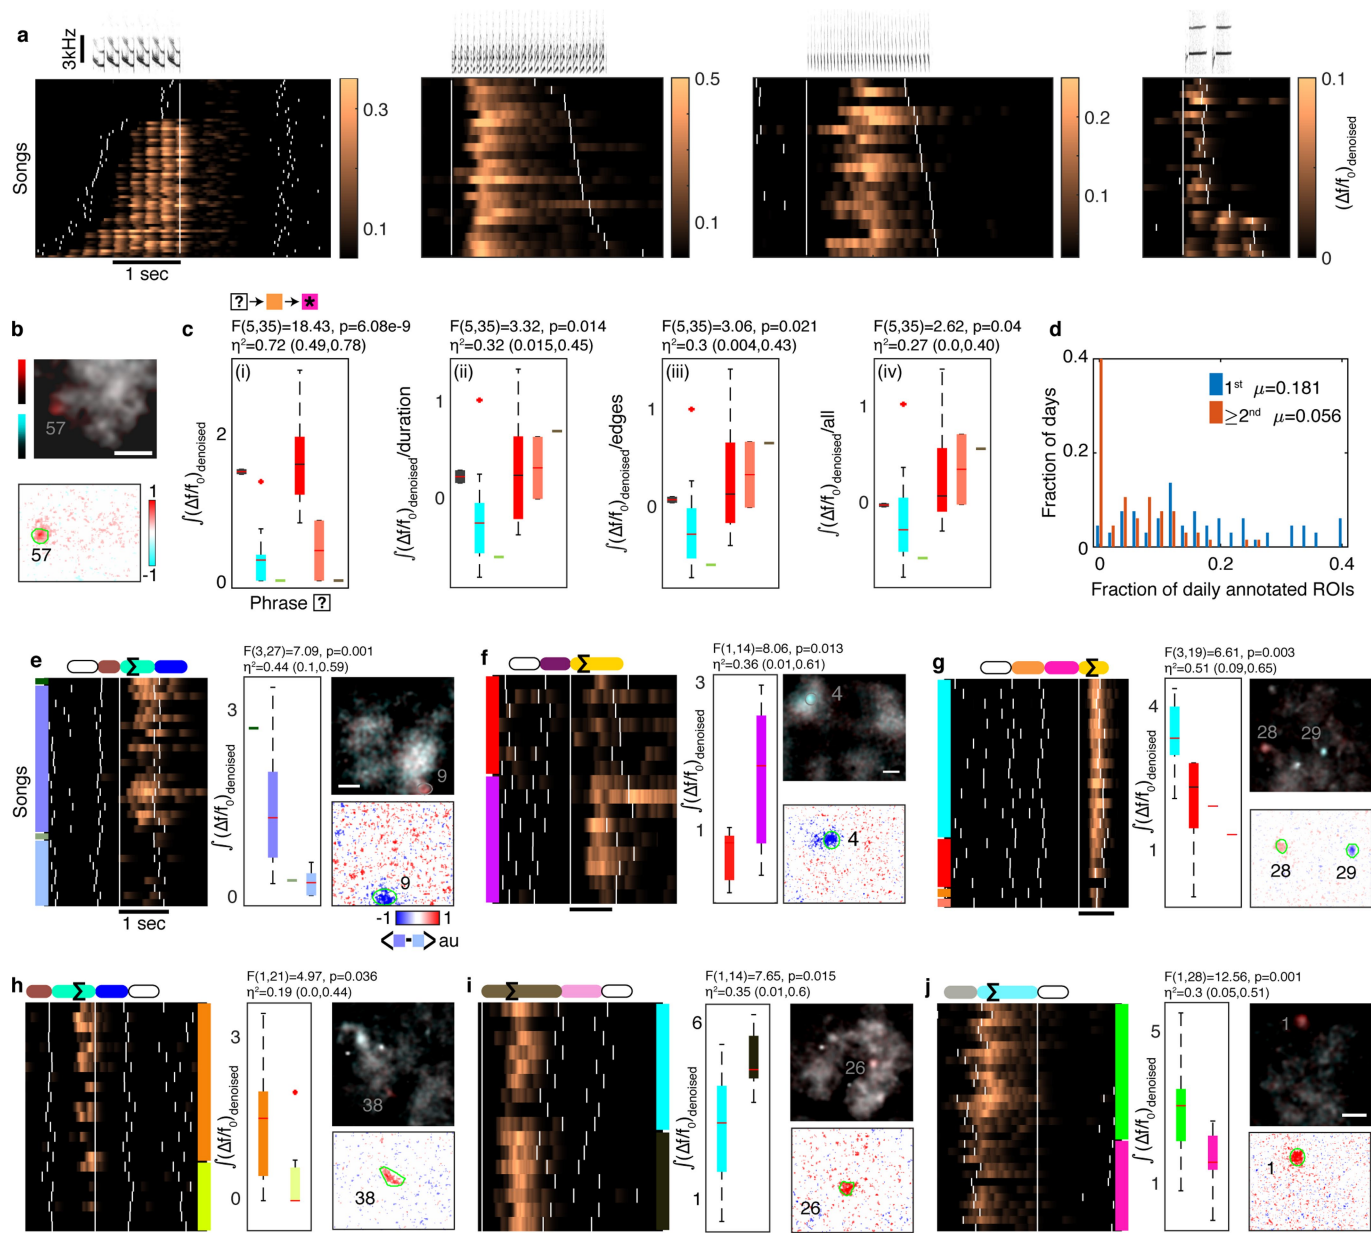 a
3kHz
Songs
1 sec
0.3
0.1
0.5
0.1
0.2
0.1
0.1
0
(Δf/f₀)denoised
b
57
57
1
-1
c
? → → *
F(5,35)=18.43, p=6.08e-9
η²=0.72 (0.49,0.78)
(i)
∫(Δf/f₀)denoised
2
0
Phrase ?
F(5,35)=3.32, p=0.014
η²=0.32 (0.015,0.45)
(ii)
∫(Δf/f₀)denoised/duration
1
0
F(5,35)=3.06, p=0.021
η²=0.3 (0.004,0.43)
(iii)
∫(Δf/f₀)denoised/edges
1
0
F(5,35)=2.62, p=0.04
η²=0.27 (0.0,0.40)
(iv)
∫(Δf/f₀)denoised/all
1
0
d
0.4
0.2
0
Fraction of days
1st μ=0.181
≥2nd μ=0.056
0 0.2 0.4
Fraction of daily annotated ROIs
e
Σ
Songs
1 sec
F(3,27)=7.09, p=0.001
η²=0.44 (0.1,0.59)
3
0
∫(Δf/f₀)denoised
9
9
-1 1
< - > au
f
Σ
F(1,14)=8.06, p=0.013
η²=0.36 (0.01,0.61)
3
1
∫(Δf/f₀)denoised
4
4
g
Σ
F(3,19)=6.61, p=0.003
η²=0.51 (0.09,0.65)
4
1
∫(Δf/f₀)denoised
28 29
28 29
h
Σ
F(1,21)=4.97, p=0.036
η²=0.19 (0.0,0.44)
3
0
∫(Δf/f₀)denoised
38
38
i
Σ
F(1,14)=7.65, p=0.015
η²=0.35 (0.01,0.6)
6
1
∫(Δf/f₀)denoised
26
26
j
Σ
F(1,28)=12.56, p=0.001
η²=0.3 (0.05,0.51)
5
1
∫(Δf/f₀)denoised
1
1